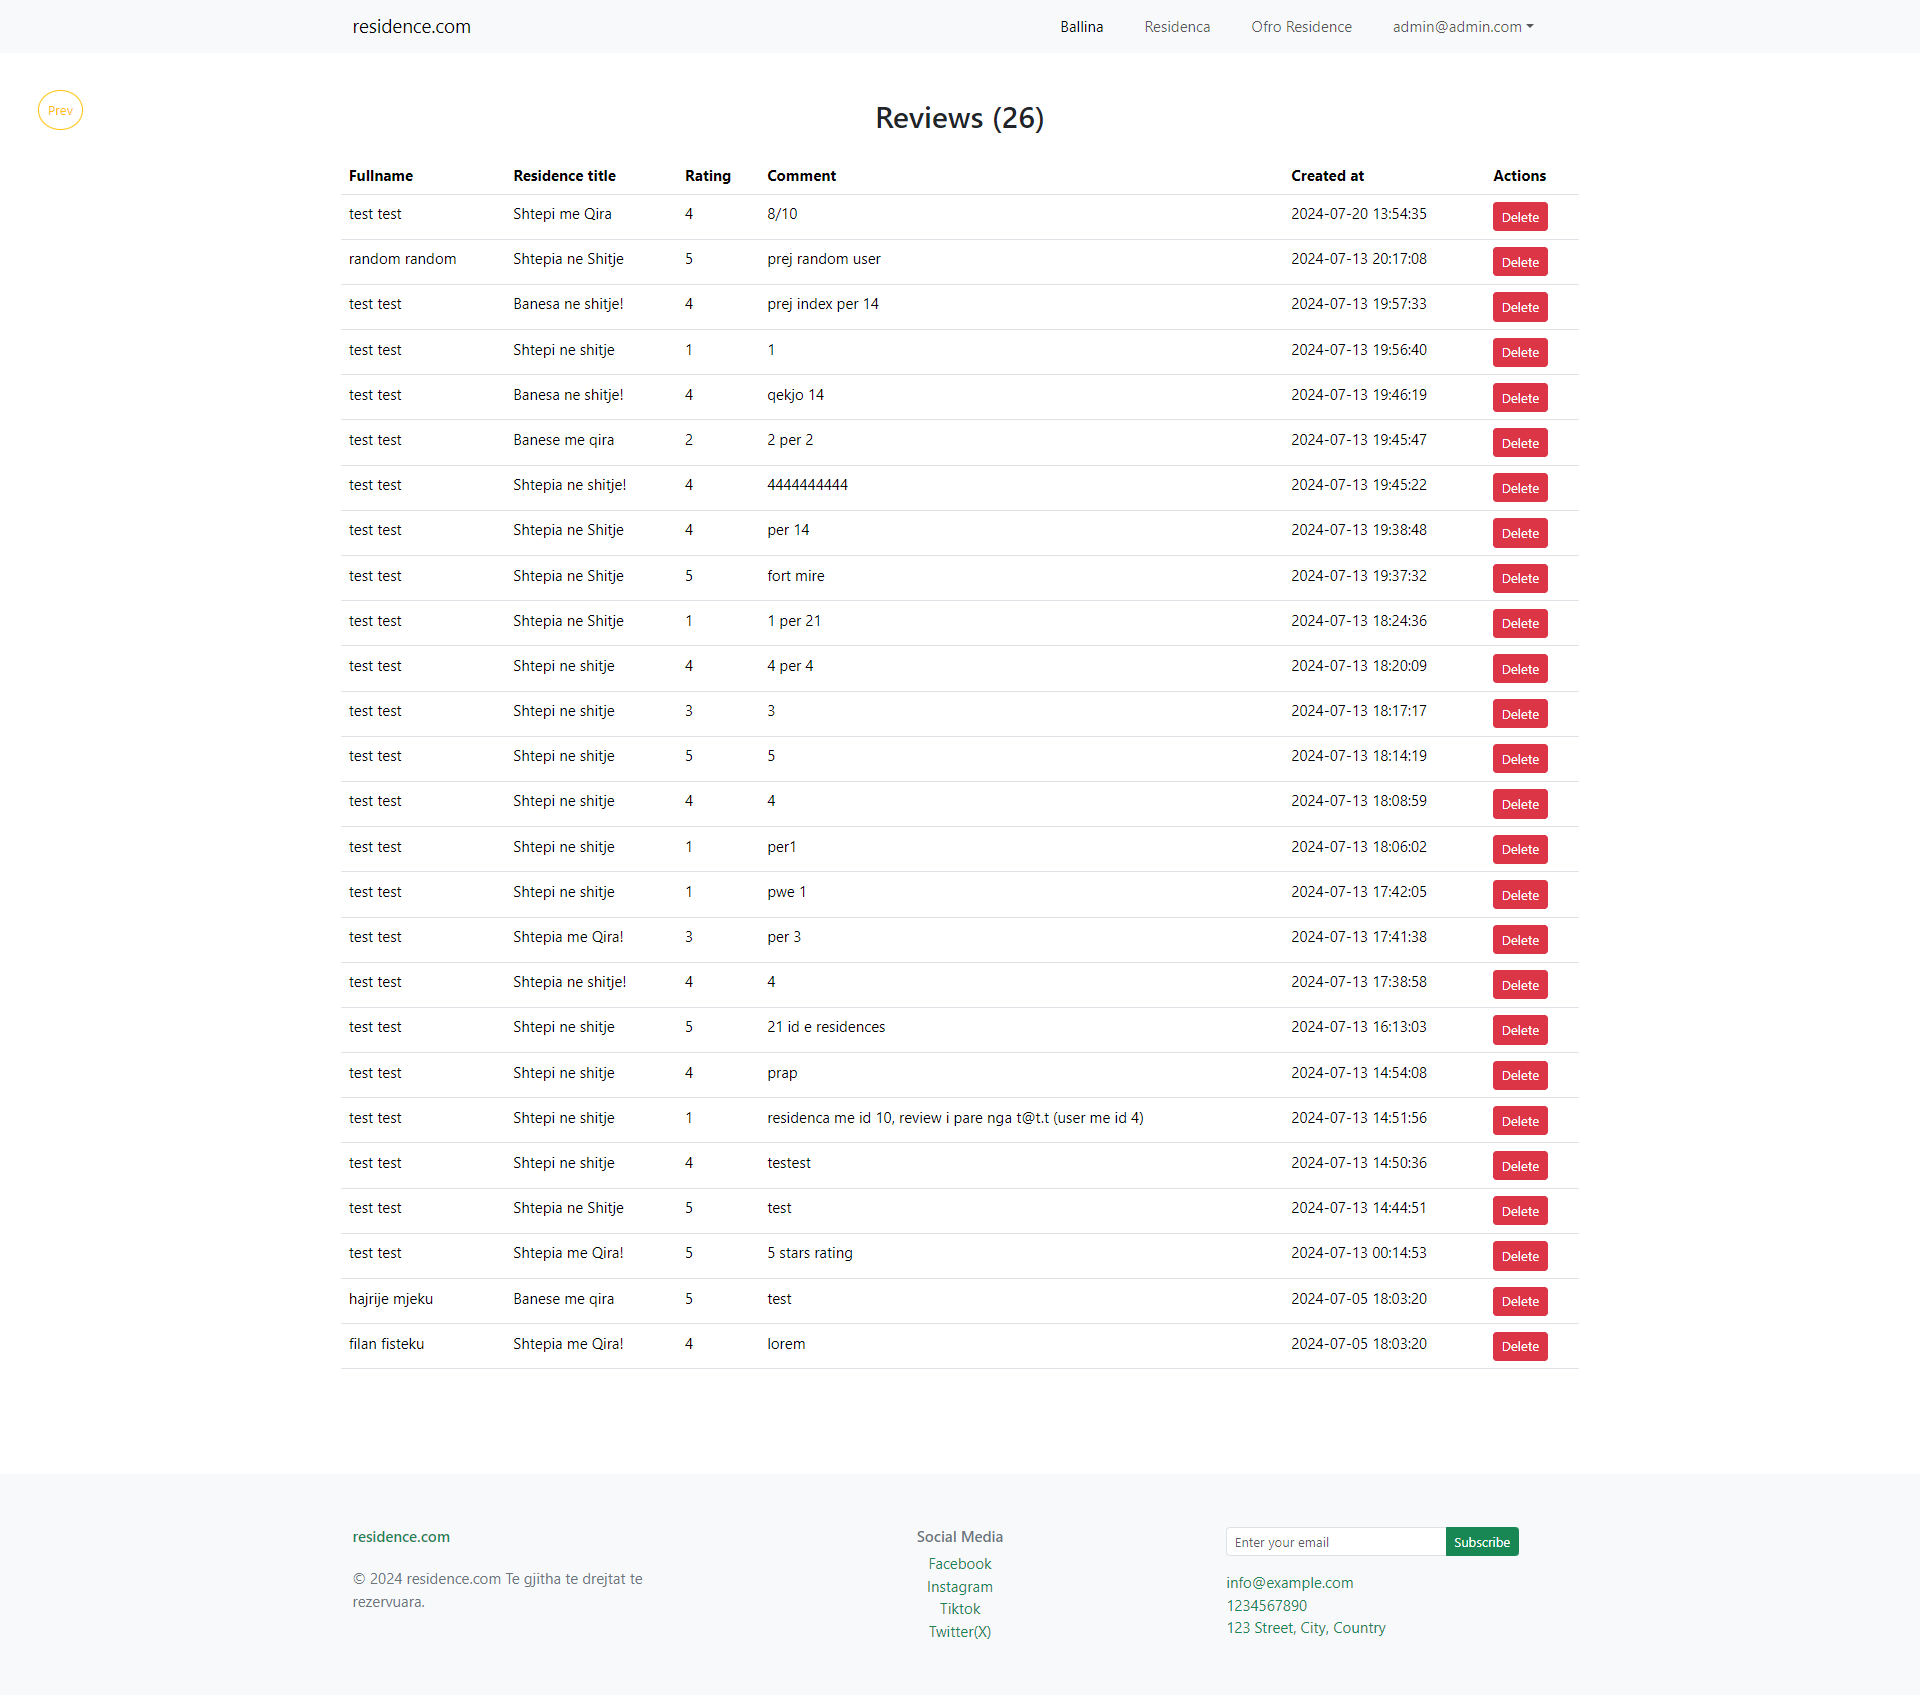 residence.com Ballina Residenca Ofro Residence admin@admin.com
Prev
Reviews (26)
Fullname Residence title Rating Comment Created at Actions
test test Shtepi me Qira 4 8/10 2024-07-20 13:54:35 Delete
random random Shtepia ne Shitje 5 prej random user 2024-07-13 20:17:08 Delete
test test Banesa ne shitje! 4 prej index per 14 2024-07-13 19:57:33 Delete
test test Shtepi ne shitje 1 1 2024-07-13 19:56:40 Delete
test test Banesa ne shitje! 4 qekjo 14 2024-07-13 19:46:19 Delete
test test Banese me qira 2 2 per 2 2024-07-13 19:45:47 Delete
test test Shtepia ne shitje! 4 4444444444 2024-07-13 19:45:22 Delete
test test Shtepia ne Shitje 4 per 14 2024-07-13 19:38:48 Delete
test test Shtepia ne Shitje 5 fort mire 2024-07-13 19:37:32 Delete
test test Shtepia ne Shitje 1 1 per 21 2024-07-13 18:24:36 Delete
test test Shtepi ne shitje 4 4 per 4 2024-07-13 18:20:09 Delete
test test Shtepi ne shitje 3 3 2024-07-13 18:17:17 Delete
test test Shtepi ne shitje 5 5 2024-07-13 18:14:19 Delete
test test Shtepi ne shitje 4 4 2024-07-13 18:08:59 Delete
test test Shtepi ne shitje 1 per1 2024-07-13 18:06:02 Delete
test test Shtepi ne shitje 1 pwe 1 2024-07-13 17:42:05 Delete
test test Shtepia me Qira! 3 per 3 2024-07-13 17:41:38 Delete
test test Shtepia ne shitje! 4 4 2024-07-13 17:38:58 Delete
test test Shtepi ne shitje 5 21 id e residences 2024-07-13 16:13:03 Delete
test test Shtepi ne shitje 4 prap 2024-07-13 14:54:08 Delete
test test Shtepi ne shitje 1 residenca me id 10, review i pare nga t@t.t (user me id 4) 2024-07-13 14:51:56 Delete
test test Shtepi ne shitje 4 testest 2024-07-13 14:50:36 Delete
test test Shtepia ne Shitje 5 test 2024-07-13 14:44:51 Delete
test test Shtepia me Qira! 5 5 stars rating 2024-07-13 00:14:53 Delete
hajrije mjeku Banese me qira 5 test 2024-07-05 18:03:20 Delete
filan fisteku Shtepia me Qira! 4 lorem 2024-07-05 18:03:20 Delete
residence.com
© 2024 residence.com Te gjitha te drejtat te
rezervuara.
Social Media
Facebook
Instagram
Tiktok
Twitter(X)
Enter your email Subscribe
info@example.com
1234567890
123 Street, City, Country